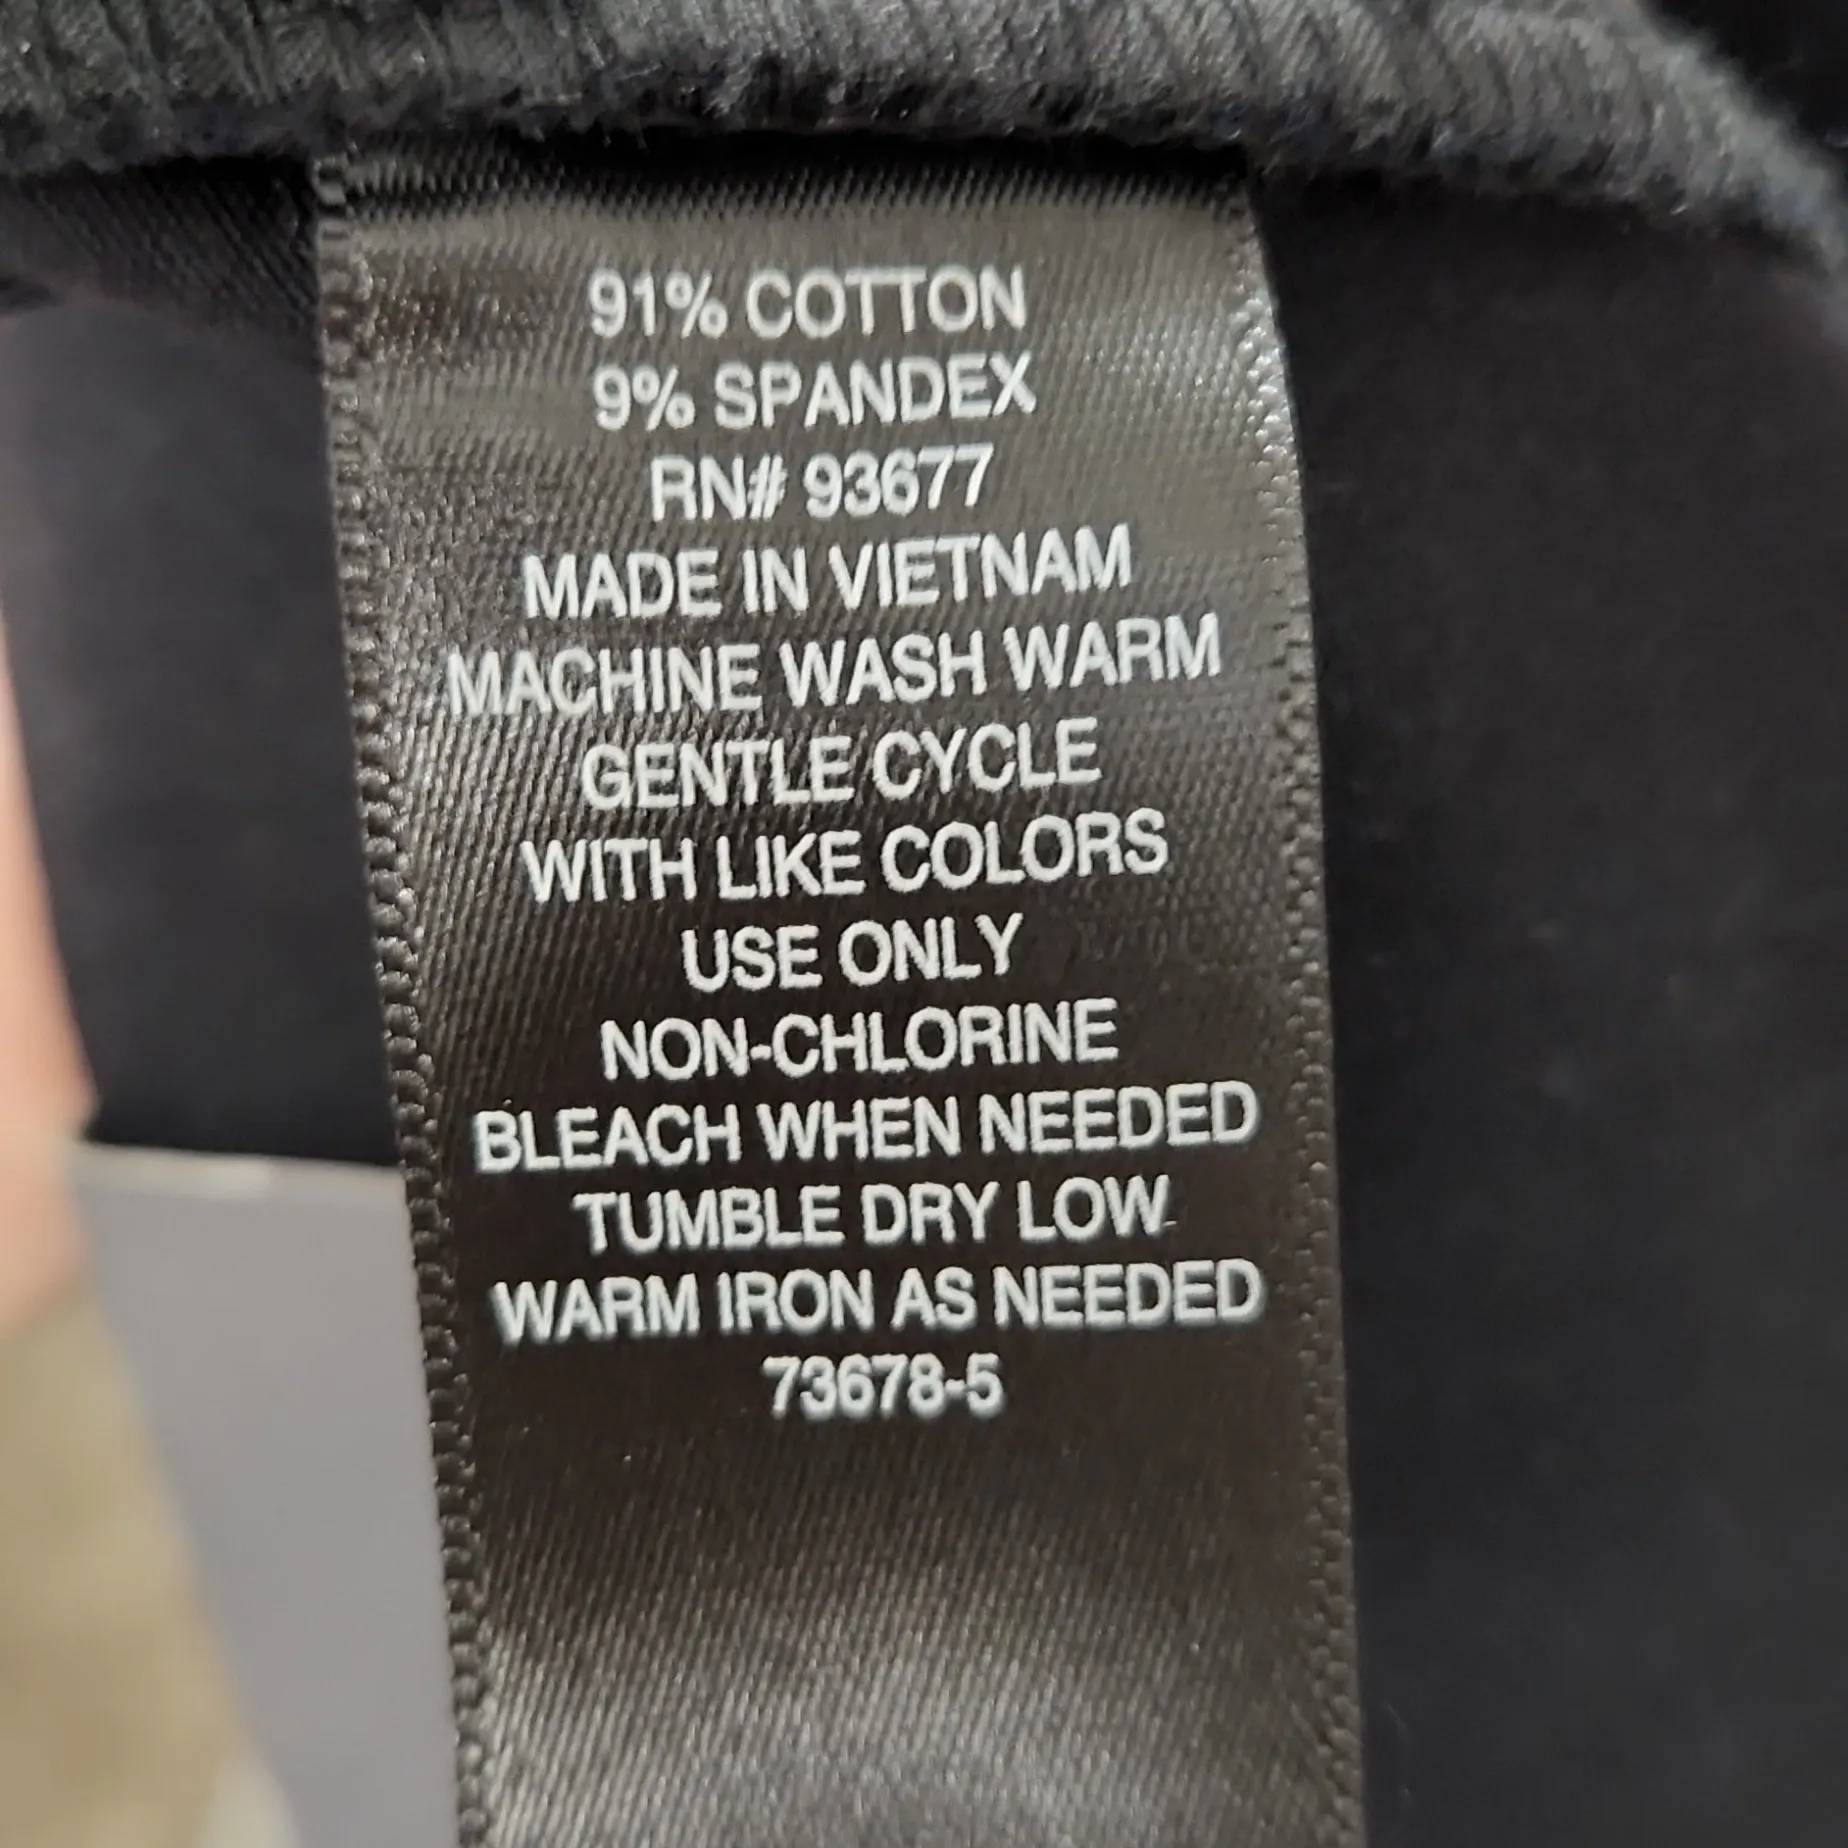 91% COTTON
9% SPANDEX
RN# 93677
MADE IN VIETNAM
MACHINE WASH WARM
GENTLE CYCLE
WITH LIKE COLORS
USE ONLY
NON-CHLORINE
BLEACH WHEN NEEDED
TUMBLE DRY LOW
WARM IRON AS NEEDED
73678-5